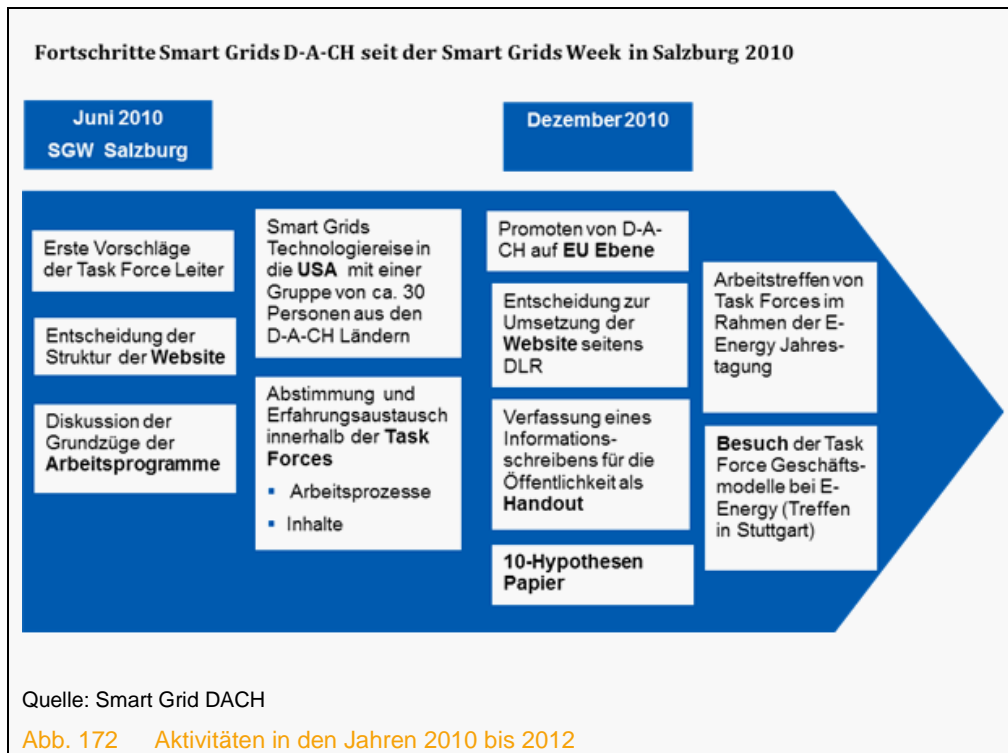 Fortschritte Smart Grids D-A-CH seit der Smart Grids Week in Salzburg 2010
Juni 2010
SGW Salzburg
Dezember 2010
Erste Vorschläge
der Task Force Leiter
Entscheidung der
Struktur der Website
Diskussion der
Grundzüge der
Arbeitsprogramme
Smart Grids
Technologiereise in
die USA mit einer
Gruppe von ca. 30
Personen aus den
D-A-CH Ländern
Abstimmung und
Erfahrungsaustausch
innerhalb der Task
Forces
▪ Arbeitsprozesse
▪ Inhalte
Promoten von D-A-
CH auf EU Ebene
Entscheidung zur
Umsetzung der
Website seitens
DLR
Verfassung eines
Informations-
schreibens für die
Öffentlichkeit als
Handout
10-Hypothesen
Papier
Arbeitstreffen von
Task Forces im
Rahmen der E-
Energy Jahres-
tagung
Besuch der Task
Force Geschäfts-
modelle bei E-
Energy (Treffen
in Stuttgart)
Quelle: Smart Grid DACH
Abb. 172 Aktivitäten in den Jahren 2010 bis 2012